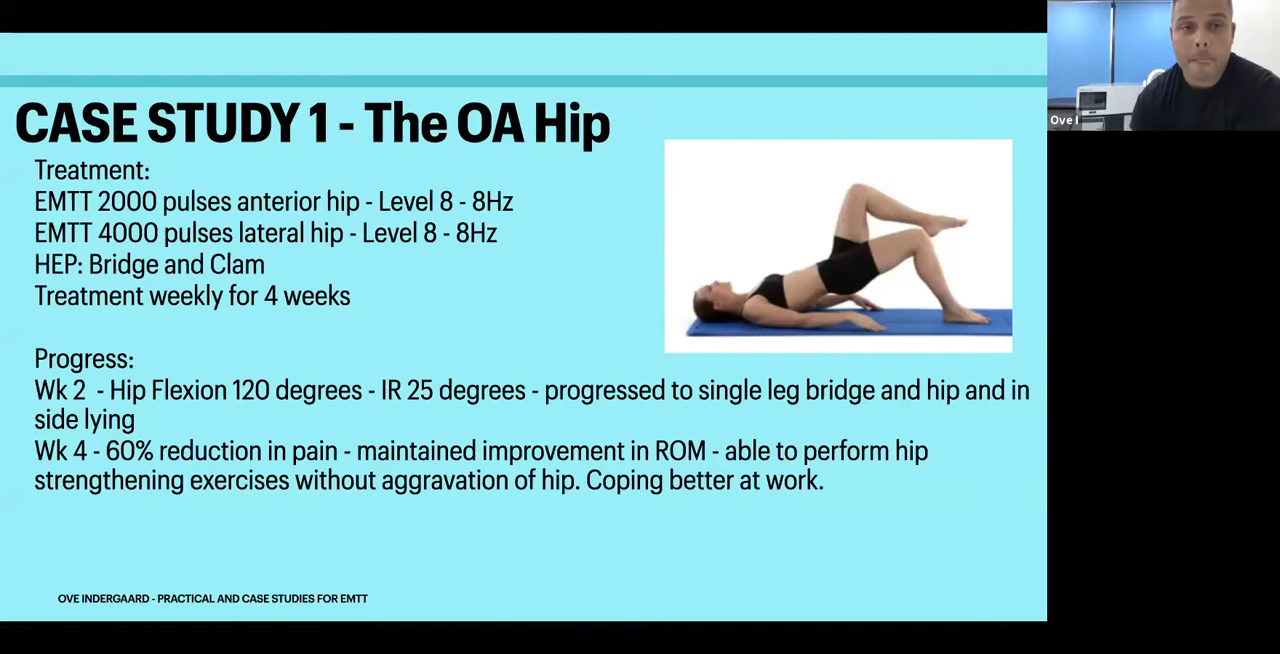 CASE STUDY 1 - The OA Hip
Treatment:
EMTT 2000 pulses anterior hip - Level 8 - 8Hz
EMTT 4000 pulses lateral hip - Level 8 - 8Hz
HEP: Bridge and Clam
Treatment weekly for 4 weeks
Progress:
Wk 2 - Hip Flexion 120 degrees - IR 25 degrees - progressed to single leg bridge and hip and in
side lying
Wk 4 - 60% reduction in pain - maintained improvement in ROM - able to perform hip
strengthening exercises without aggravation of hip. Coping better at work.
OVE INDERGAARD - PRACTICAL AND CASE STUDIES FOR EMTT
Ove I